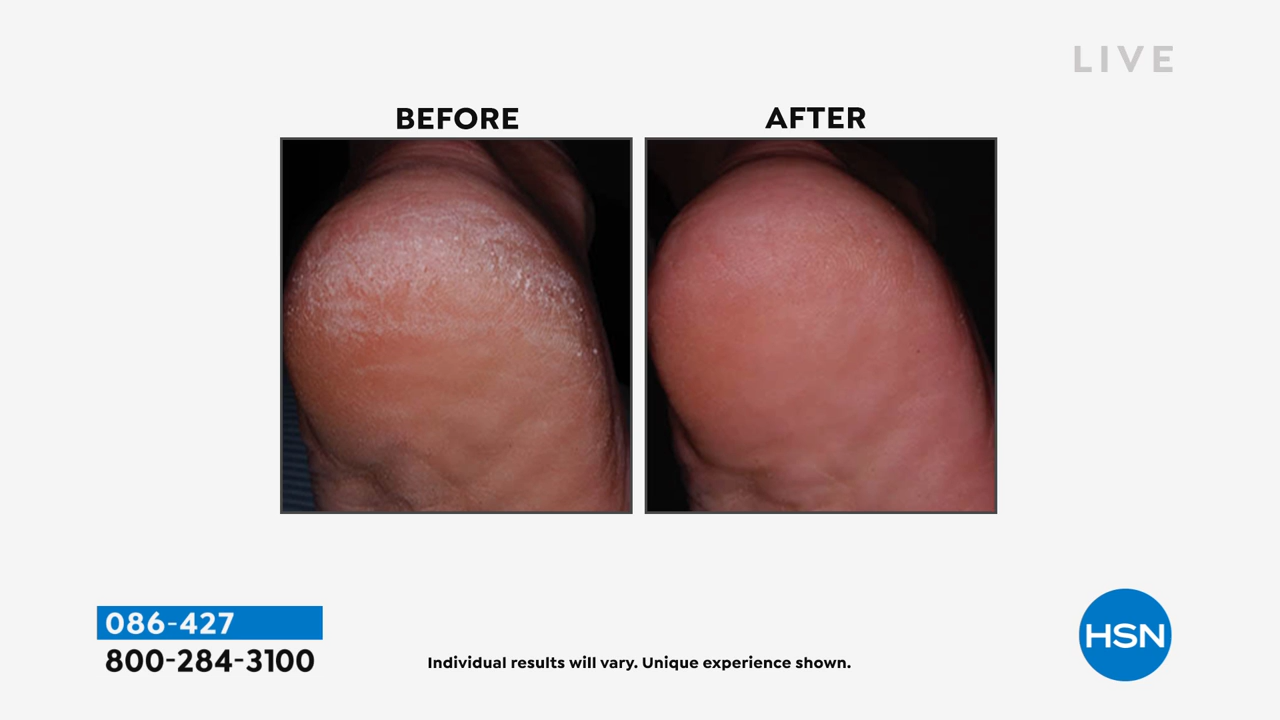 LIVE
BEFORE
AFTER
086-427
800-284-3100
Individual results will vary. Unique experience shown.
HSN